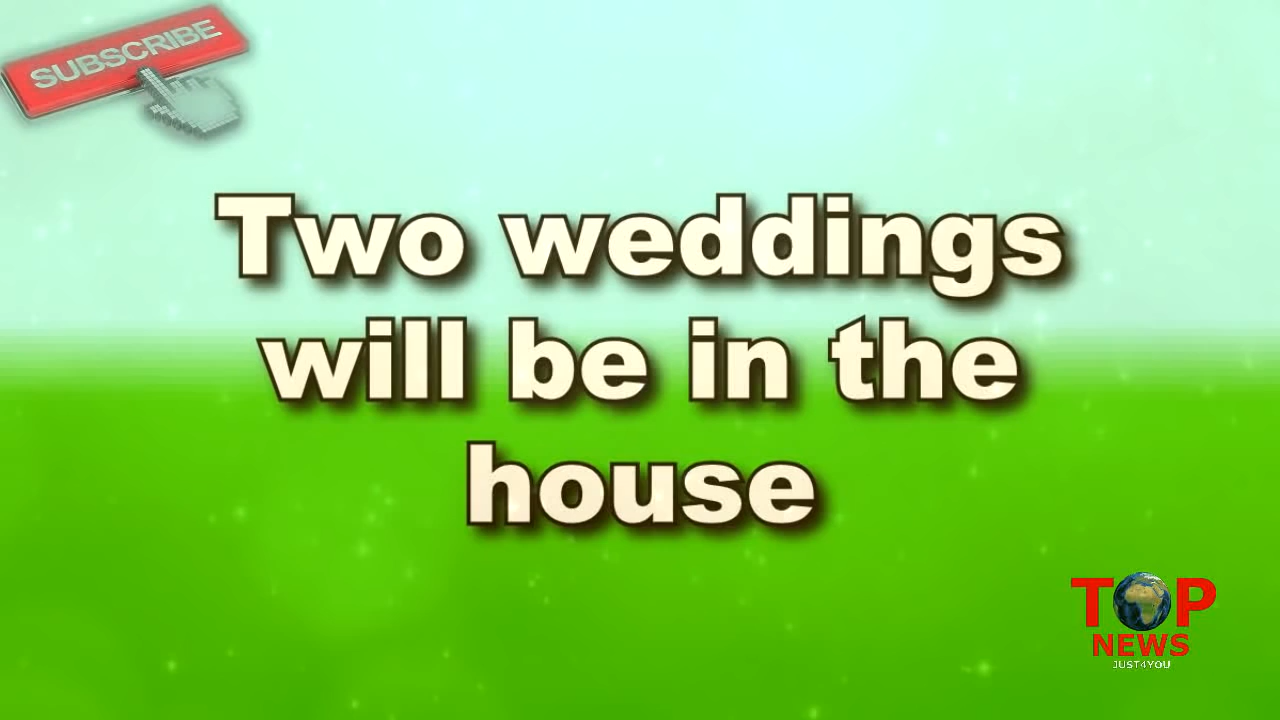 SUBSCRIBE
Two weddings
will be in the
house
TOP
NEWS
JUST4YOU